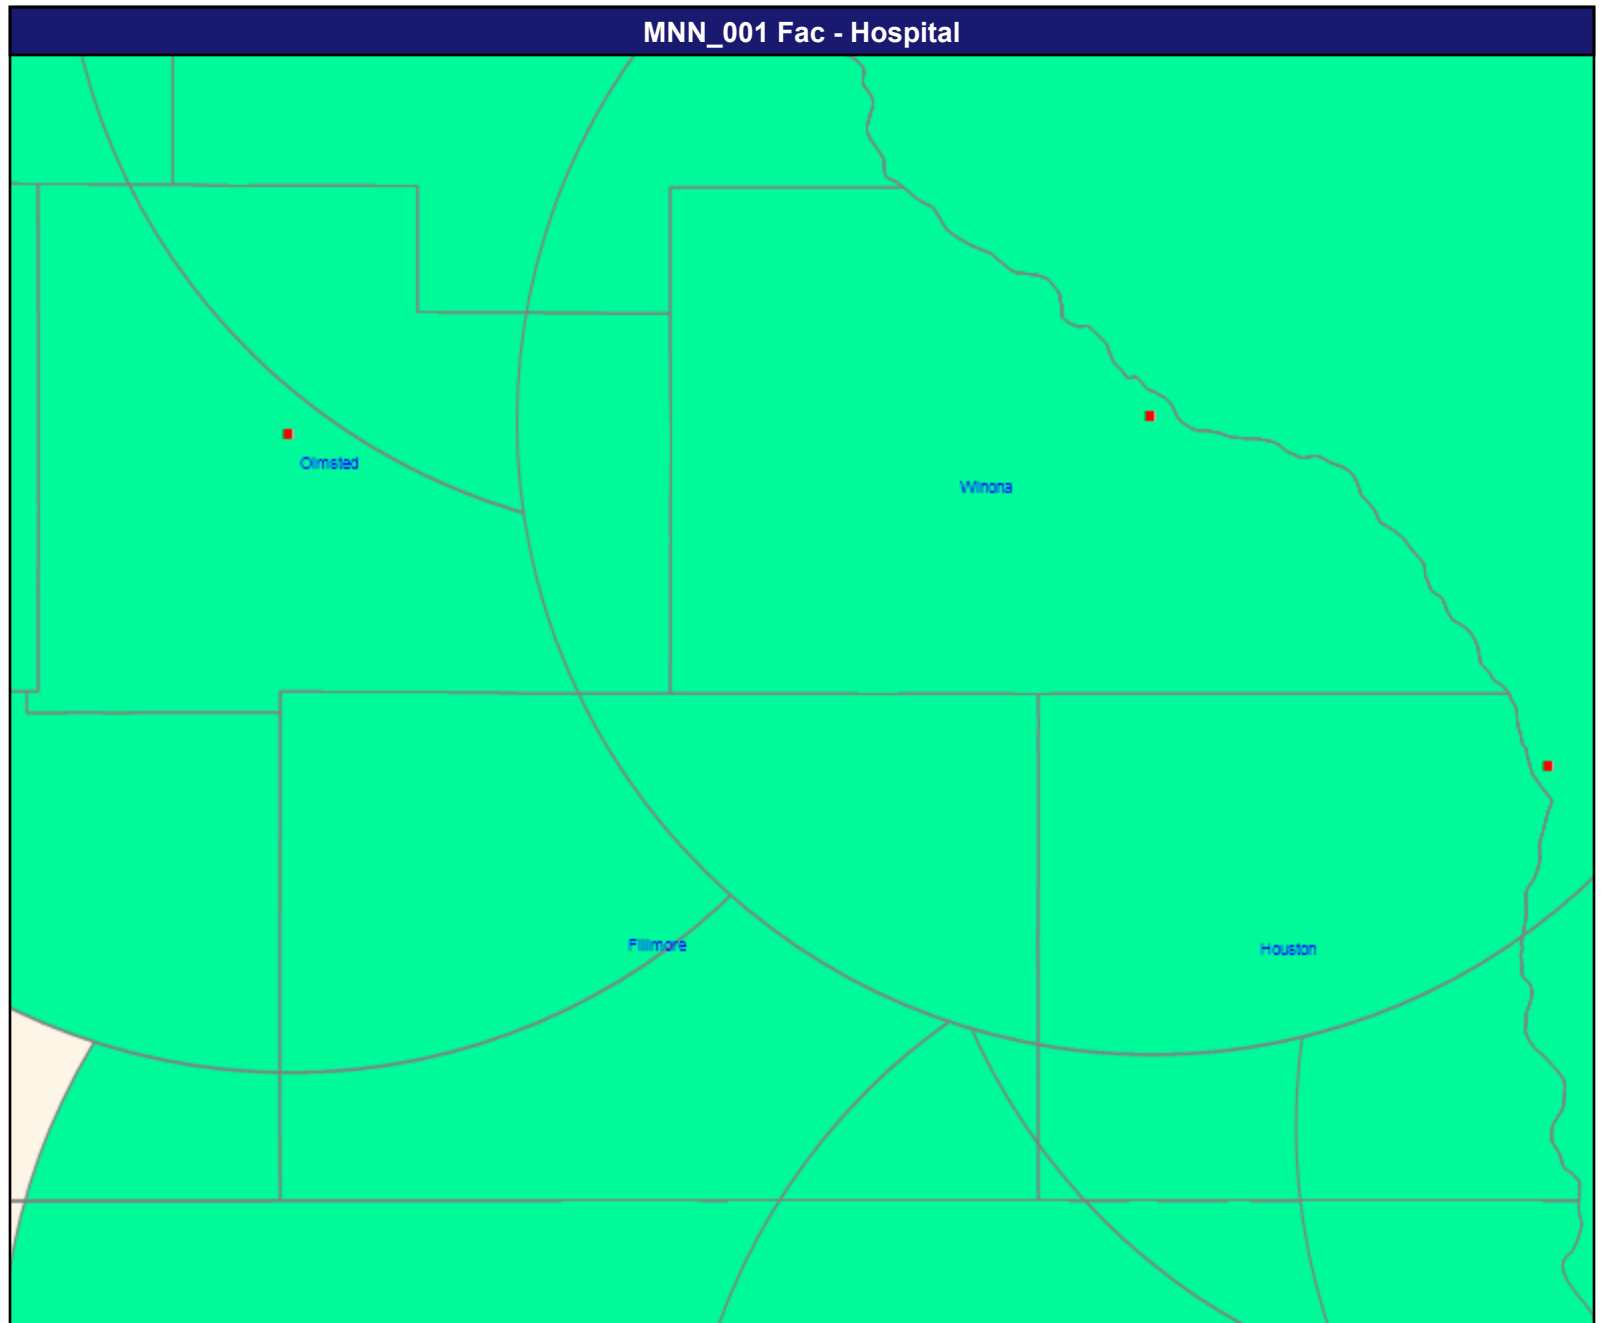 MNN_001 Fac - Hospital
Olmsted
Winona
Fillmore
Houston